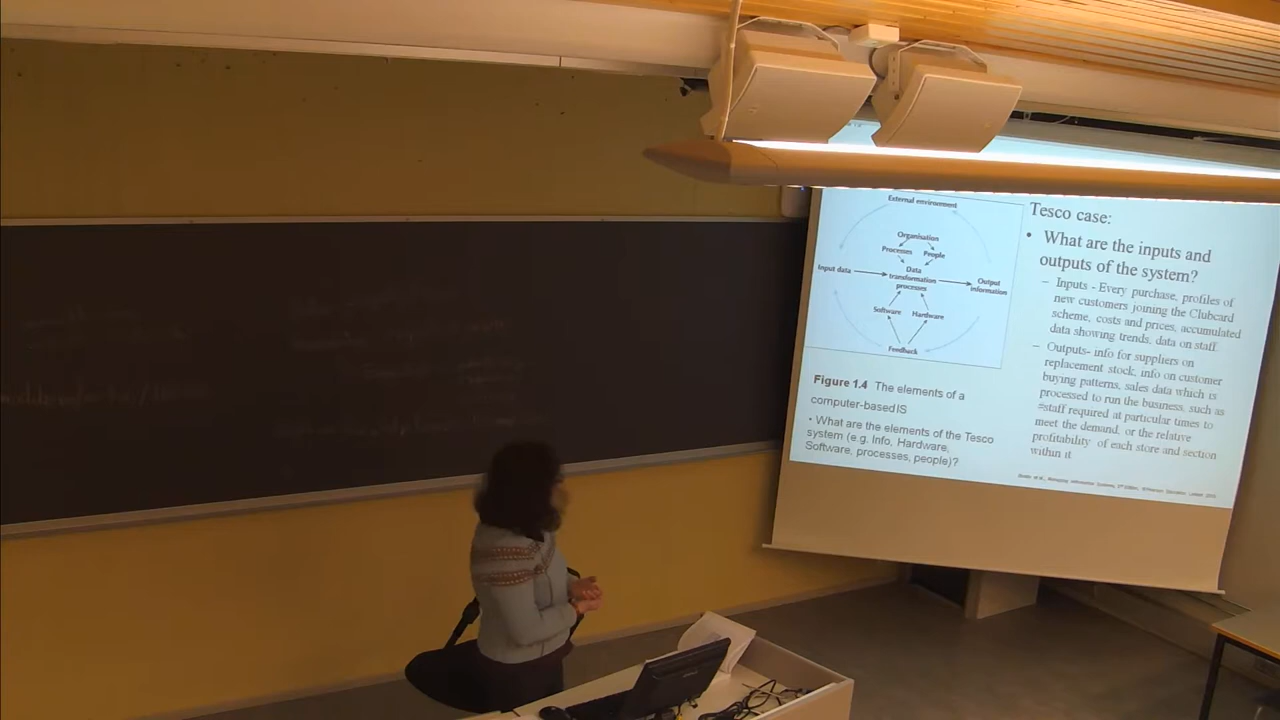 External environment
Organisation
Processes People
Input data
Data
transformation
processes
Output
information
Software Hardware
Feedback
Figure 1.4 The elements of a
computer-based IS
• What are the elements of the Tesco
system (e.g. Info, Hardware,
Software, processes, people)?
Tesco case:
• What are the inputs and
outputs of the system?
– Inputs - Every purchase, profiles of
new customers joining the Clubcard
scheme, costs and prices, accumulated
data showing trends, data on staff.
– Outputs- info for suppliers on
replacement stock, info on customer
buying patterns, sales data which is
processed to run the business, such as
=staff required at particular times to
meet the demand, or the relative
profitability of each store and section
within it